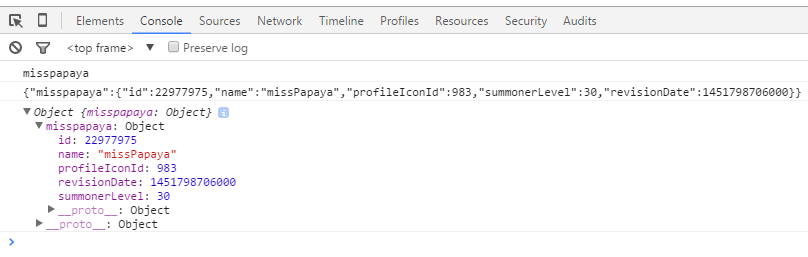 Elements Console Sources Network Timeline Profiles Resources Security Audits
<top frame> ▼ Preserve log
misspapaya
{"misspapaya":{"id":22977975,"name":"missPapaya","profileIconId":983,"summonerLevel":30,"revisionDate":1451798706000}}
▼Object {misspapaya: Object} i
▼misspapaya: Object
id: 22977975
name: "missPapaya"
profileIconId: 983
revisionDate: 1451798706000
summonerLevel: 30
▶__proto__: Object
▶__proto__: Object
>